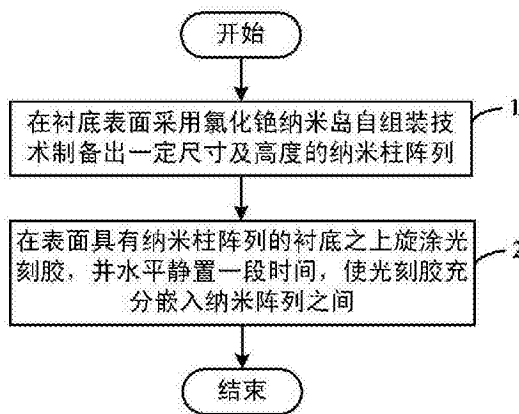 开始
在衬底表面采用氯化铯纳米岛自组装技
术制备出一定尺寸及高度的纳米柱阵列
1
在表面具有纳米柱阵列的衬底之上旋涂光
刻胶，并水平静置一段时间，使光刻胶充
分嵌入纳米阵列之间
2
结束